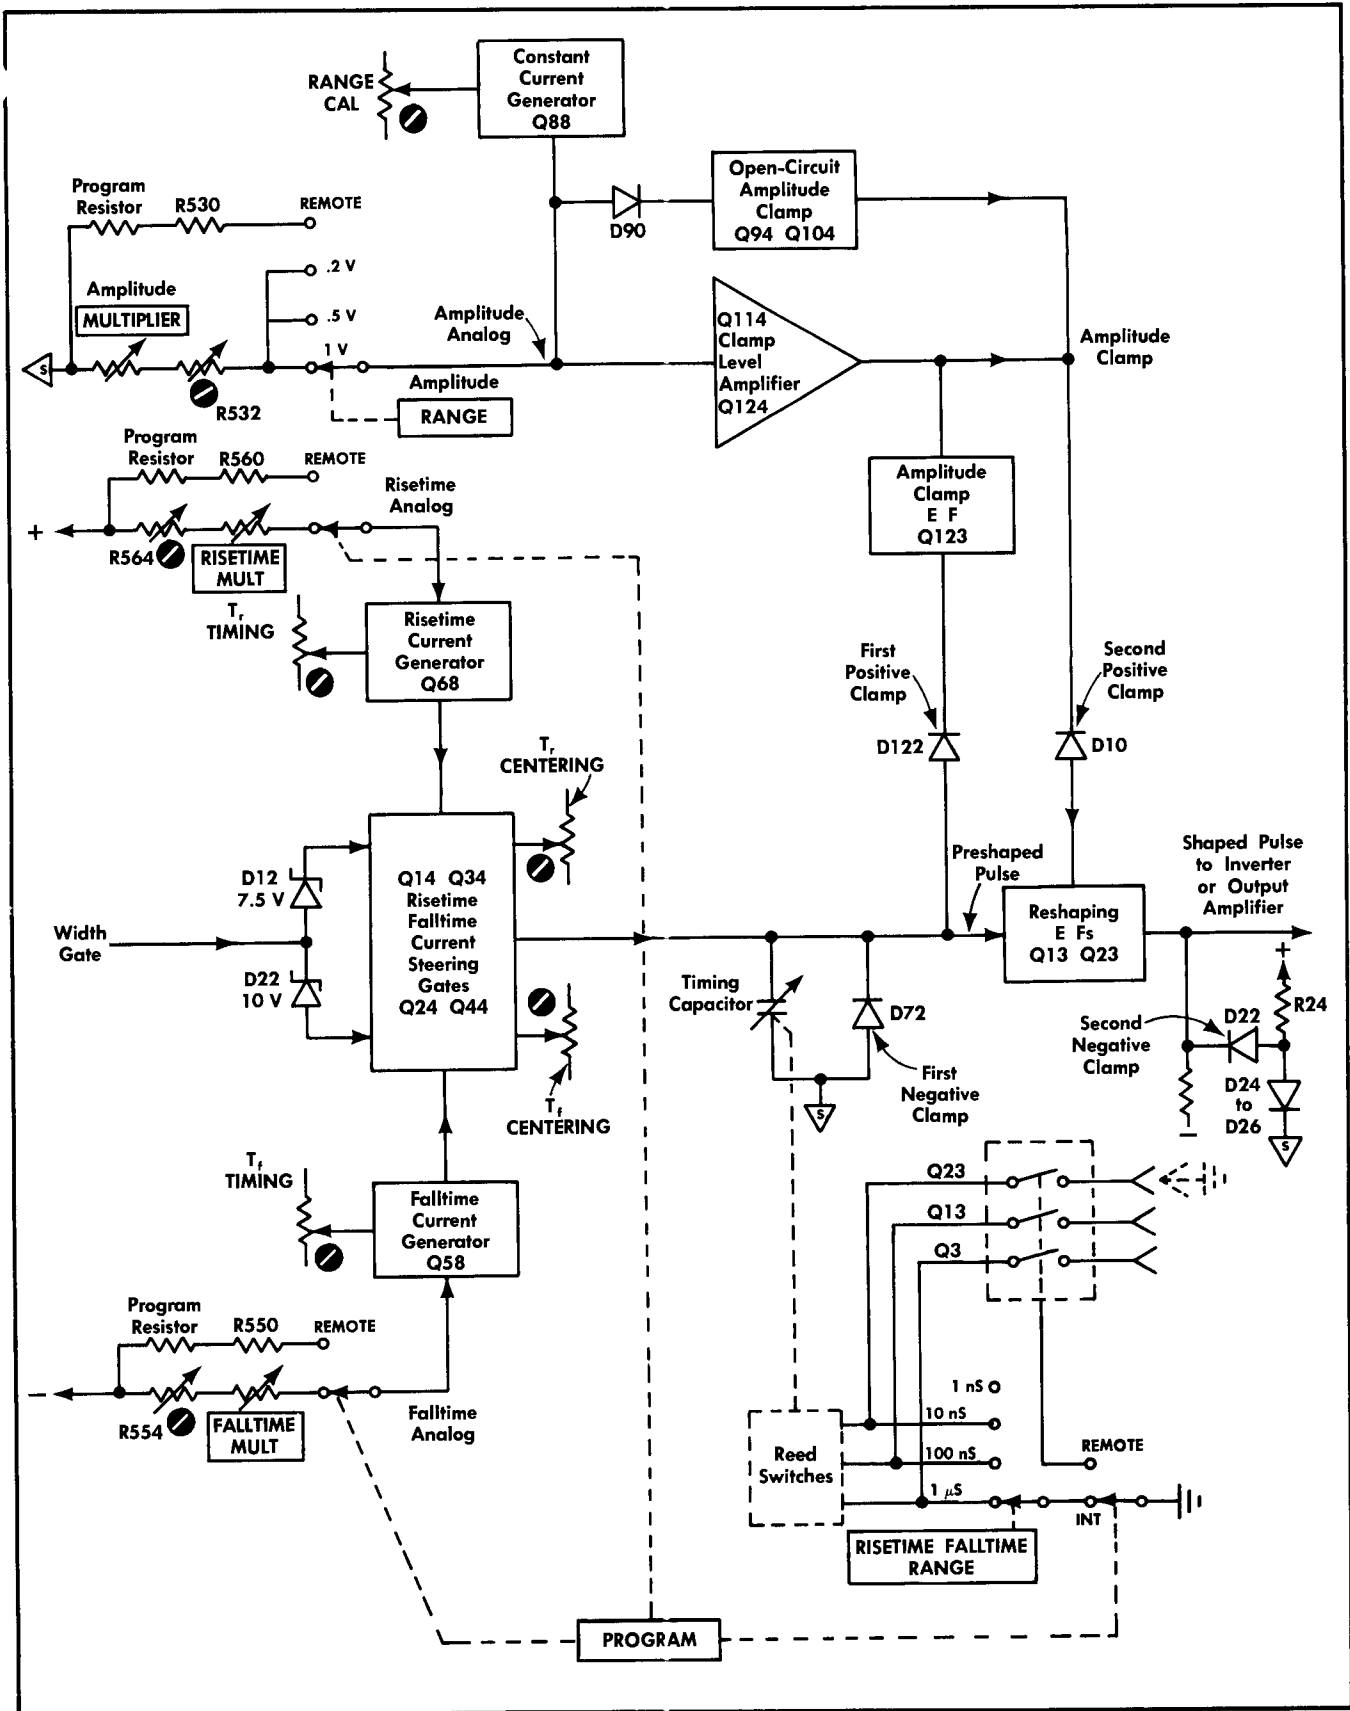 Constant
Current
Generator
Q88
RANGE
CAL
Program
Resistor
R530
REMOTE
D90
Open-Circuit
Amplitude
Clamp
Q94 Q104
.2 V
.5 V
1 V
Amplitude
MULTIPLIER
S
R532
Amplitude
RANGE
Amplitude
Analog
Q114
Clamp
Level
Amplifier
Q124
Amplitude
Clamp
Program
Resistor
R560
REMOTE
Risetime
Analog
+
R564
RISETIME
MULT
Amplitude
Clamp
E F
Q123
Tr
TIMING
Risetime
Current
Generator
Q68
First
Positive
Clamp
Second
Positive
Clamp
D122
D10
Tr
CENTERING
D12
7.5 V
Width
Gate
D22
10 V
Q14 Q34
Risetime
Falltime
Current
Steering
Gates
Q24 Q44
Preshaped
Pulse
Reshaping
E Fs
Q13 Q23
Shaped Pulse
to Inverter
or Output
Amplifier
Timing
Capacitor
D72
First
Negative
Clamp
S
Second
Negative
Clamp
D22
+
R24
D24
to
D26
S
−
Tf
CENTERING
Tf
TIMING
Falltime
Current
Generator
Q58
Q23
Q13
Q3
Program
Resistor
R550
REMOTE
−
R554
FALLTIME
MULT
Falltime
Analog
1 nS
10 nS
100 nS
1 μS
Reed
Switches
REMOTE
INT
RISETIME FALLTIME
RANGE
PROGRAM